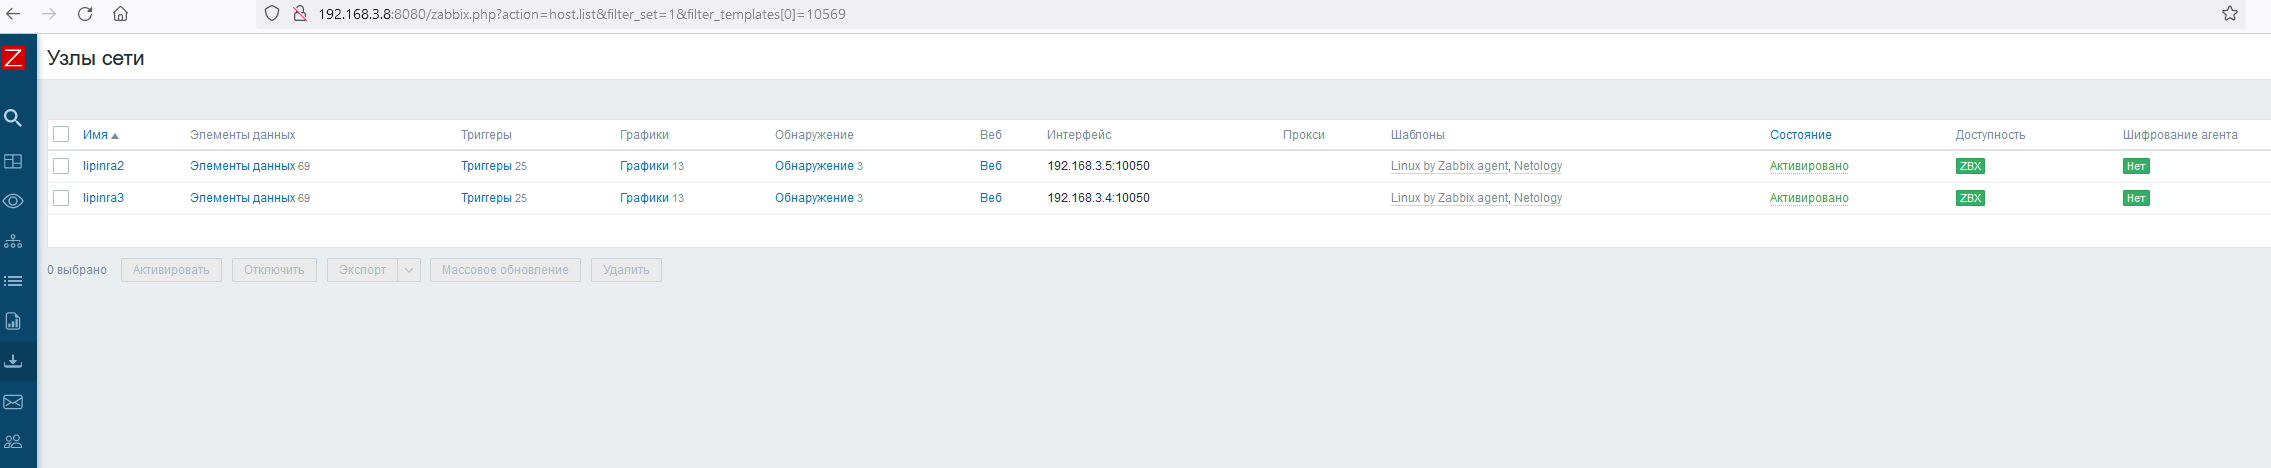 192.168.3.8:8080/zabbix.php?action=host.list&filter_set=1&filter_templates[0]=10569
Z
Узлы сети
Имя Элементы данных Триггеры Графики Обнаружение Веб Интерфейс Прокси Шаблоны Состояние Доступность Шифрование агента
lipinra2 Элементы данных 69 Триггеры 25 Графики 13 Обнаружение 3 Веб 192.168.3.5:10050 Linux by Zabbix agent, Netology Активировано ZBX Нет
lipinra3 Элементы данных 69 Триггеры 25 Графики 13 Обнаружение 3 Веб 192.168.3.4:10050 Linux by Zabbix agent, Netology Активировано ZBX Нет
0 выбрано Активировать Отключить Экспорт Массовое обновление Удалить